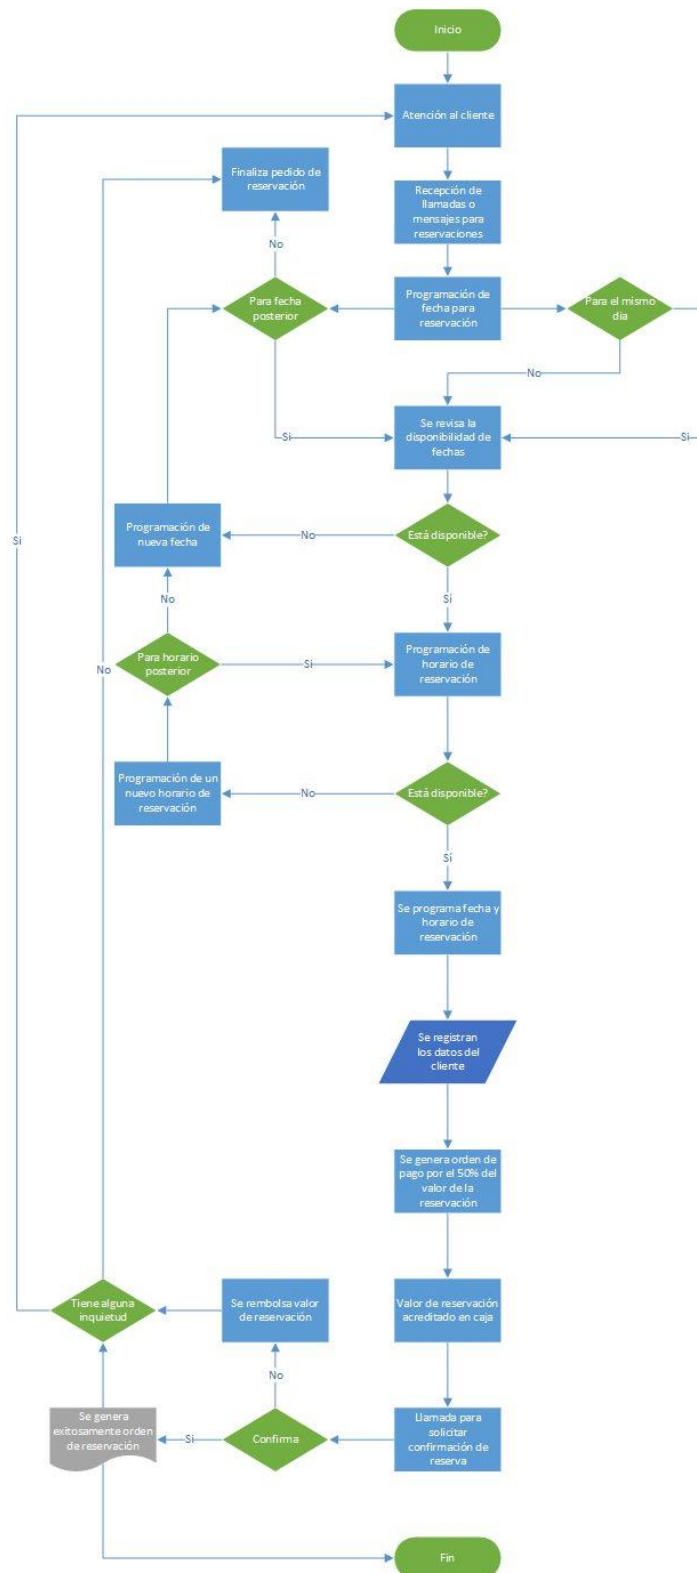 Inicio
Atención al cliente
Finaliza pedido de
reservación
Recepción de
llamadas o
mensajes para
reservaciones
No
Para fecha
posterior
Programación de
fecha para
reservación
Para el mismo
dia
No
Si
Se revisa la
disponibilidad de
fechas
Si
Programación de
nueva fecha
No
Está disponible?
Si
No
Sí
Para horario
posterior
Si
Programación de
horario de
reservación
No
Programación de un
nuevo horario de
reservación
No
Está disponible?
Sí
Se programa fecha y
horario de
reservación
Se registran
los datos del
cliente
Se genera orden de
pago por el 50% del
valor de la
reservación
Tiene alguna
inquietud
Se rembolsa valor
de reservación
Valor de reservación
acreditado en caja
No
Se genera
exitosamente orden
de reservación
Si
Confirma
Llamada para
solicitar
confirmación de
reserva
Fin